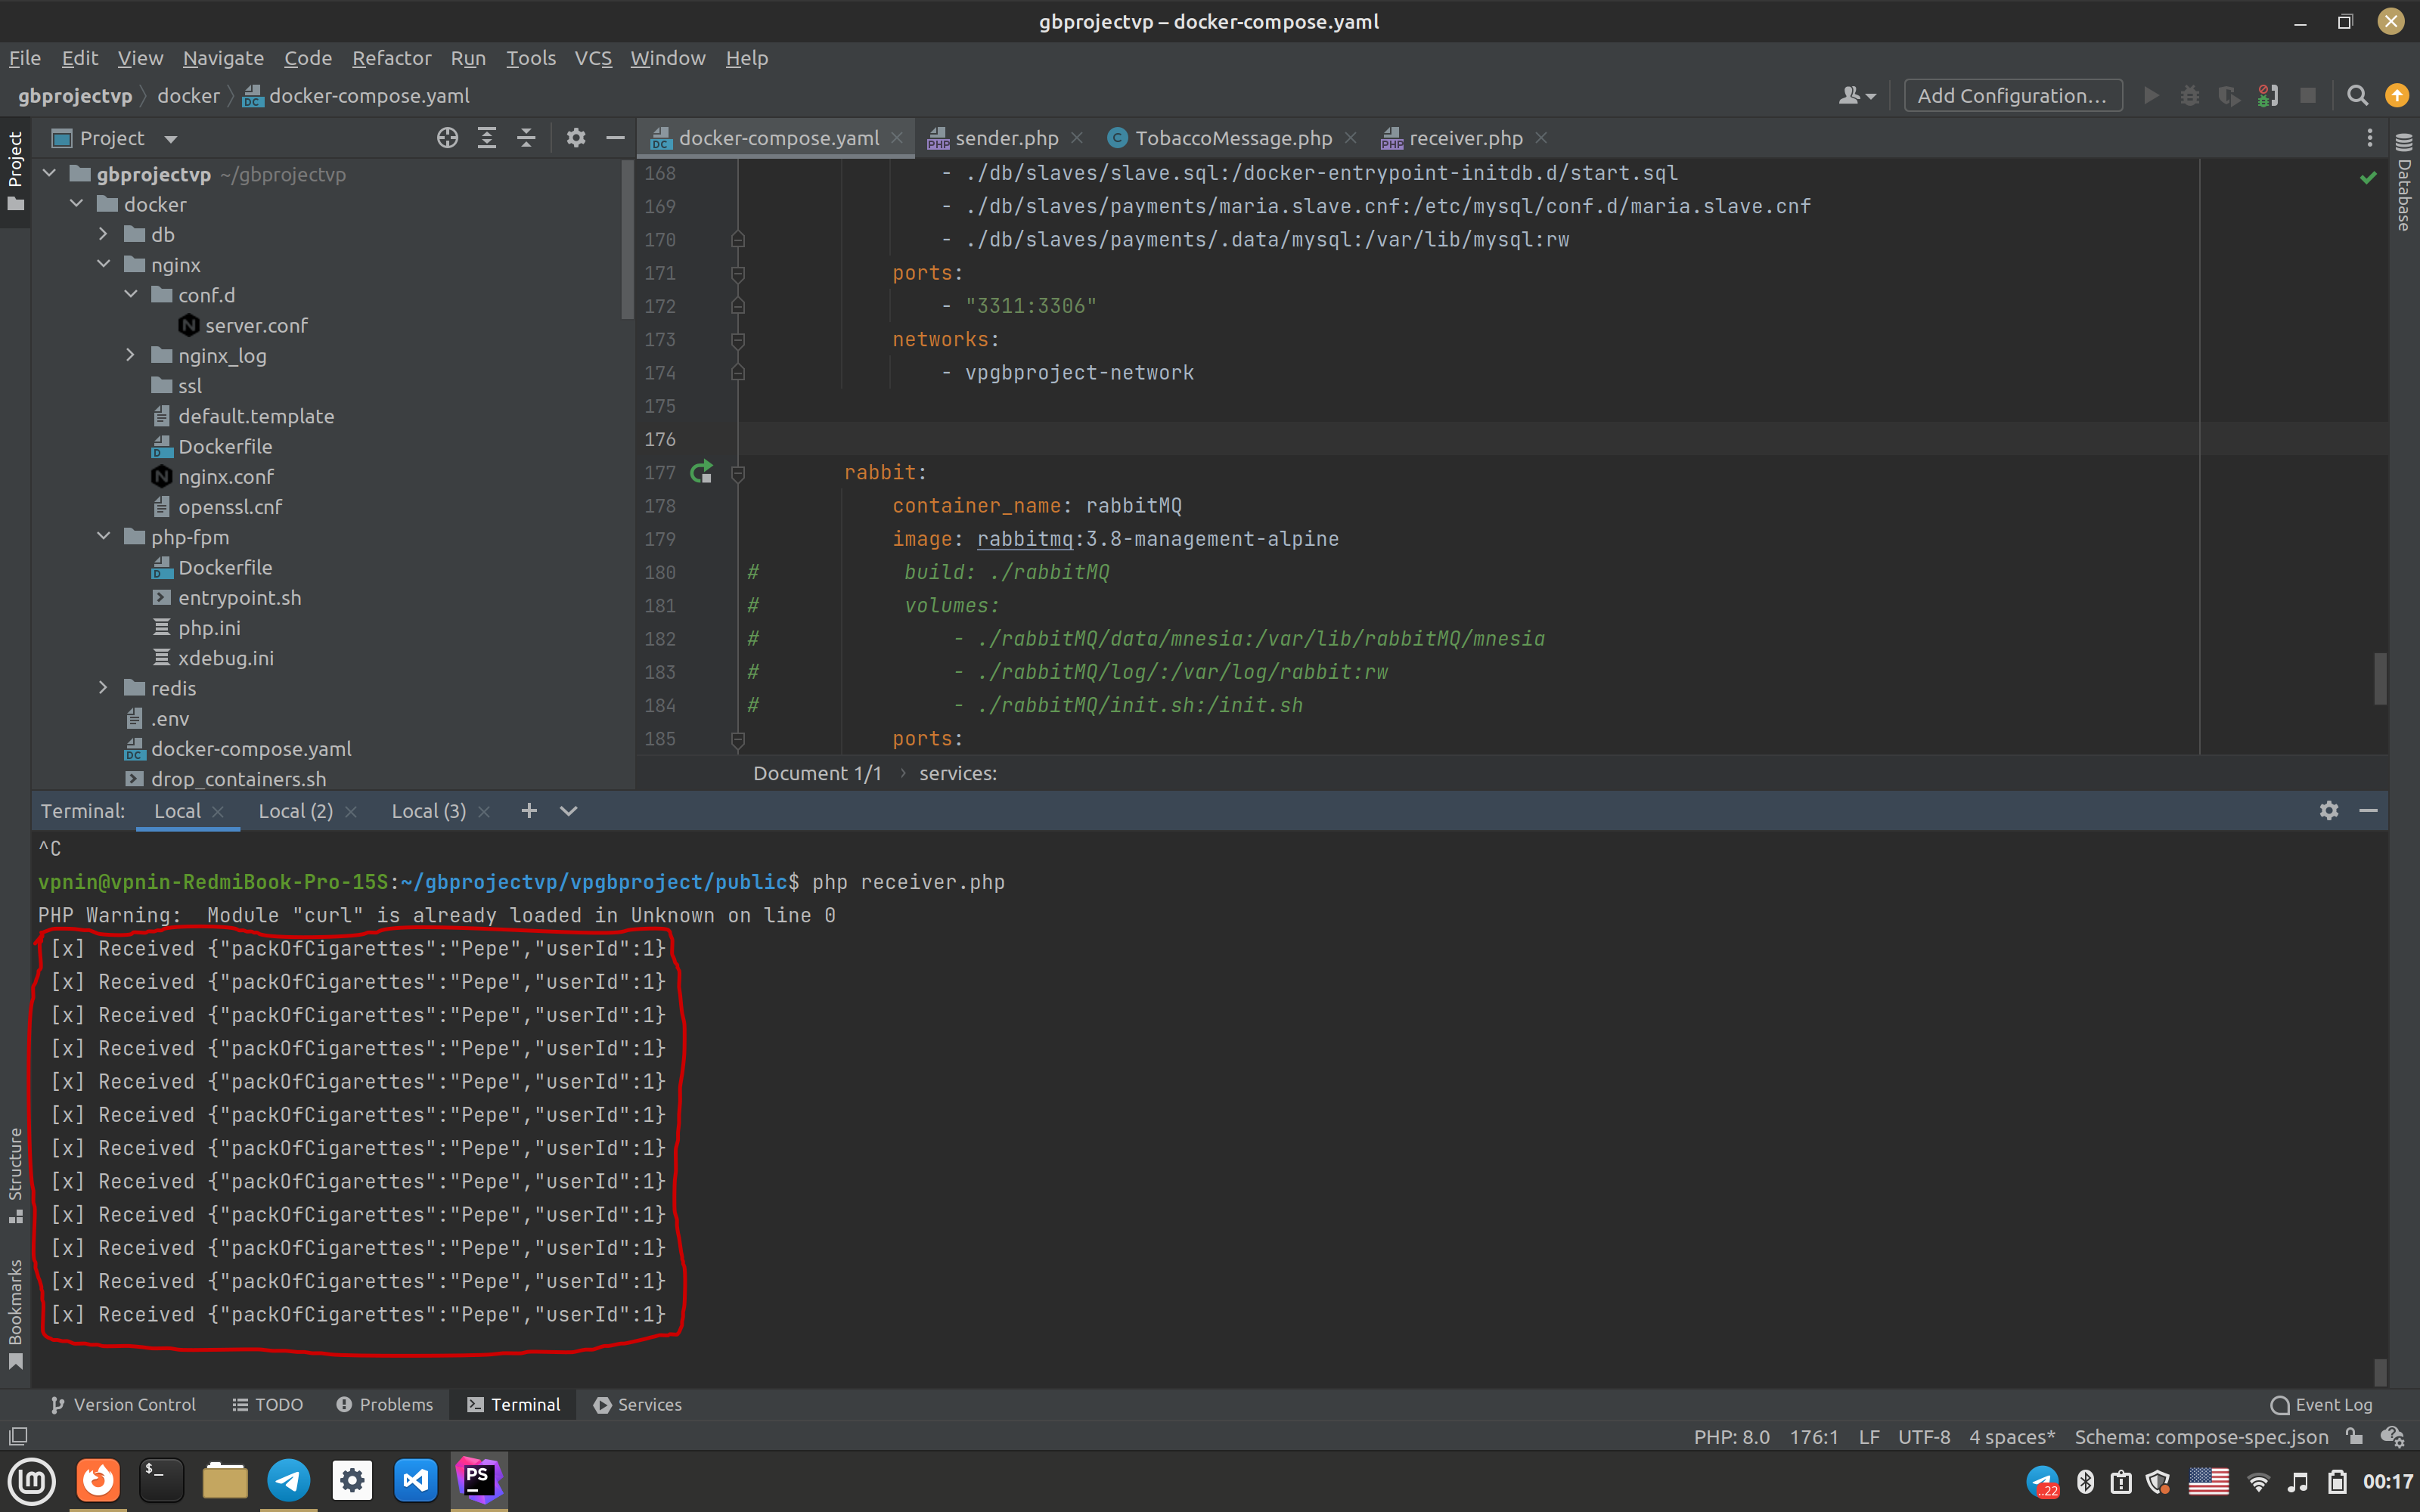 gbprojectvp – docker-compose.yaml
File Edit View Navigate Code Refactor Run Tools VCS Window Help
gbprojectvp docker docker-compose.yaml Add Configuration...
Project
docker-compose.yaml sender.php TobaccoMessage.php receiver.php
Project
Database
gbprojectvp ~/gbprojectvp
docker
db
nginx
conf.d
server.conf
nginx_log
ssl
default.template
Dockerfile
nginx.conf
openssl.cnf
php-fpm
Dockerfile
entrypoint.sh
php.ini
xdebug.ini
redis
.env
docker-compose.yaml
drop_containers.sh
168 - ./db/slaves/slave.sql:/docker-entrypoint-initdb.d/start.sql
169 - ./db/slaves/payments/maria.slave.cnf:/etc/mysql/conf.d/maria.slave.cnf
170 - ./db/slaves/payments/.data/mysql:/var/lib/mysql:rw
171 ports:
172 - "3311:3306"
173 networks:
174 - vpgbproject-network
175
176
177 rabbit:
178 container_name: rabbitMQ
179 image: rabbitmq:3.8-management-alpine
180 # build: ./rabbitMQ
181 # volumes:
182 # - ./rabbitMQ/data/mnesia:/var/lib/rabbitMQ/mnesia
183 # - ./rabbitMQ/log/:/var/log/rabbit:rw
184 # - ./rabbitMQ/init.sh:/init.sh
185 ports:
Document 1/1 › services:
Terminal: Local Local (2) Local (3)
^C
vpnin@vpnin-RedmiBook-Pro-15S:~/gbprojectvp/vpgbproject/public$ php receiver.php
PHP Warning:  Module "curl" is already loaded in Unknown on line 0
[x] Received {"packOfCigarettes":"Pepe","userId":1}
[x] Received {"packOfCigarettes":"Pepe","userId":1}
[x] Received {"packOfCigarettes":"Pepe","userId":1}
[x] Received {"packOfCigarettes":"Pepe","userId":1}
[x] Received {"packOfCigarettes":"Pepe","userId":1}
[x] Received {"packOfCigarettes":"Pepe","userId":1}
[x] Received {"packOfCigarettes":"Pepe","userId":1}
[x] Received {"packOfCigarettes":"Pepe","userId":1}
[x] Received {"packOfCigarettes":"Pepe","userId":1}
[x] Received {"packOfCigarettes":"Pepe","userId":1}
[x] Received {"packOfCigarettes":"Pepe","userId":1}
[x] Received {"packOfCigarettes":"Pepe","userId":1}
Structure
Bookmarks
Version Control TODO Problems Terminal Services Event Log
PHP: 8.0 176:1 LF UTF-8 4 spaces* Schema: compose-spec.json
$_ PS ..22 00:17